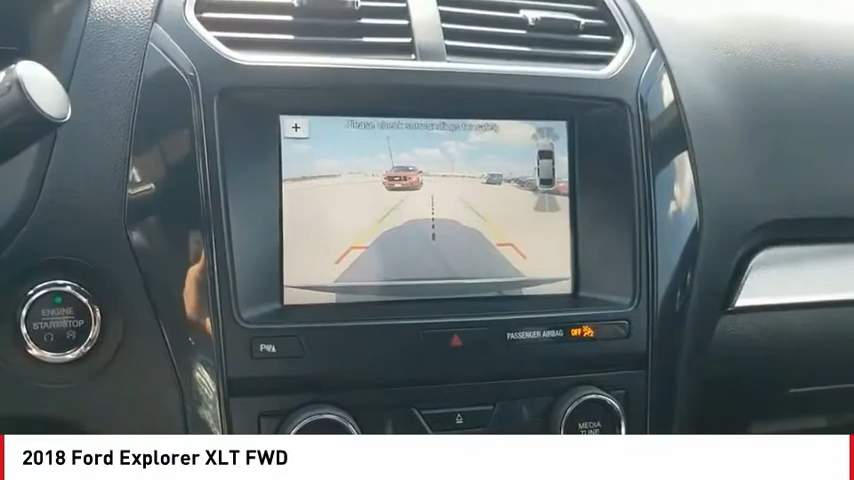 +
Please check surroundings for safety
ENGINE
START STOP
P
PASSENGER AIRBAG OFF
MEDIA
TUNE
2018 Ford Explorer XLT FWD